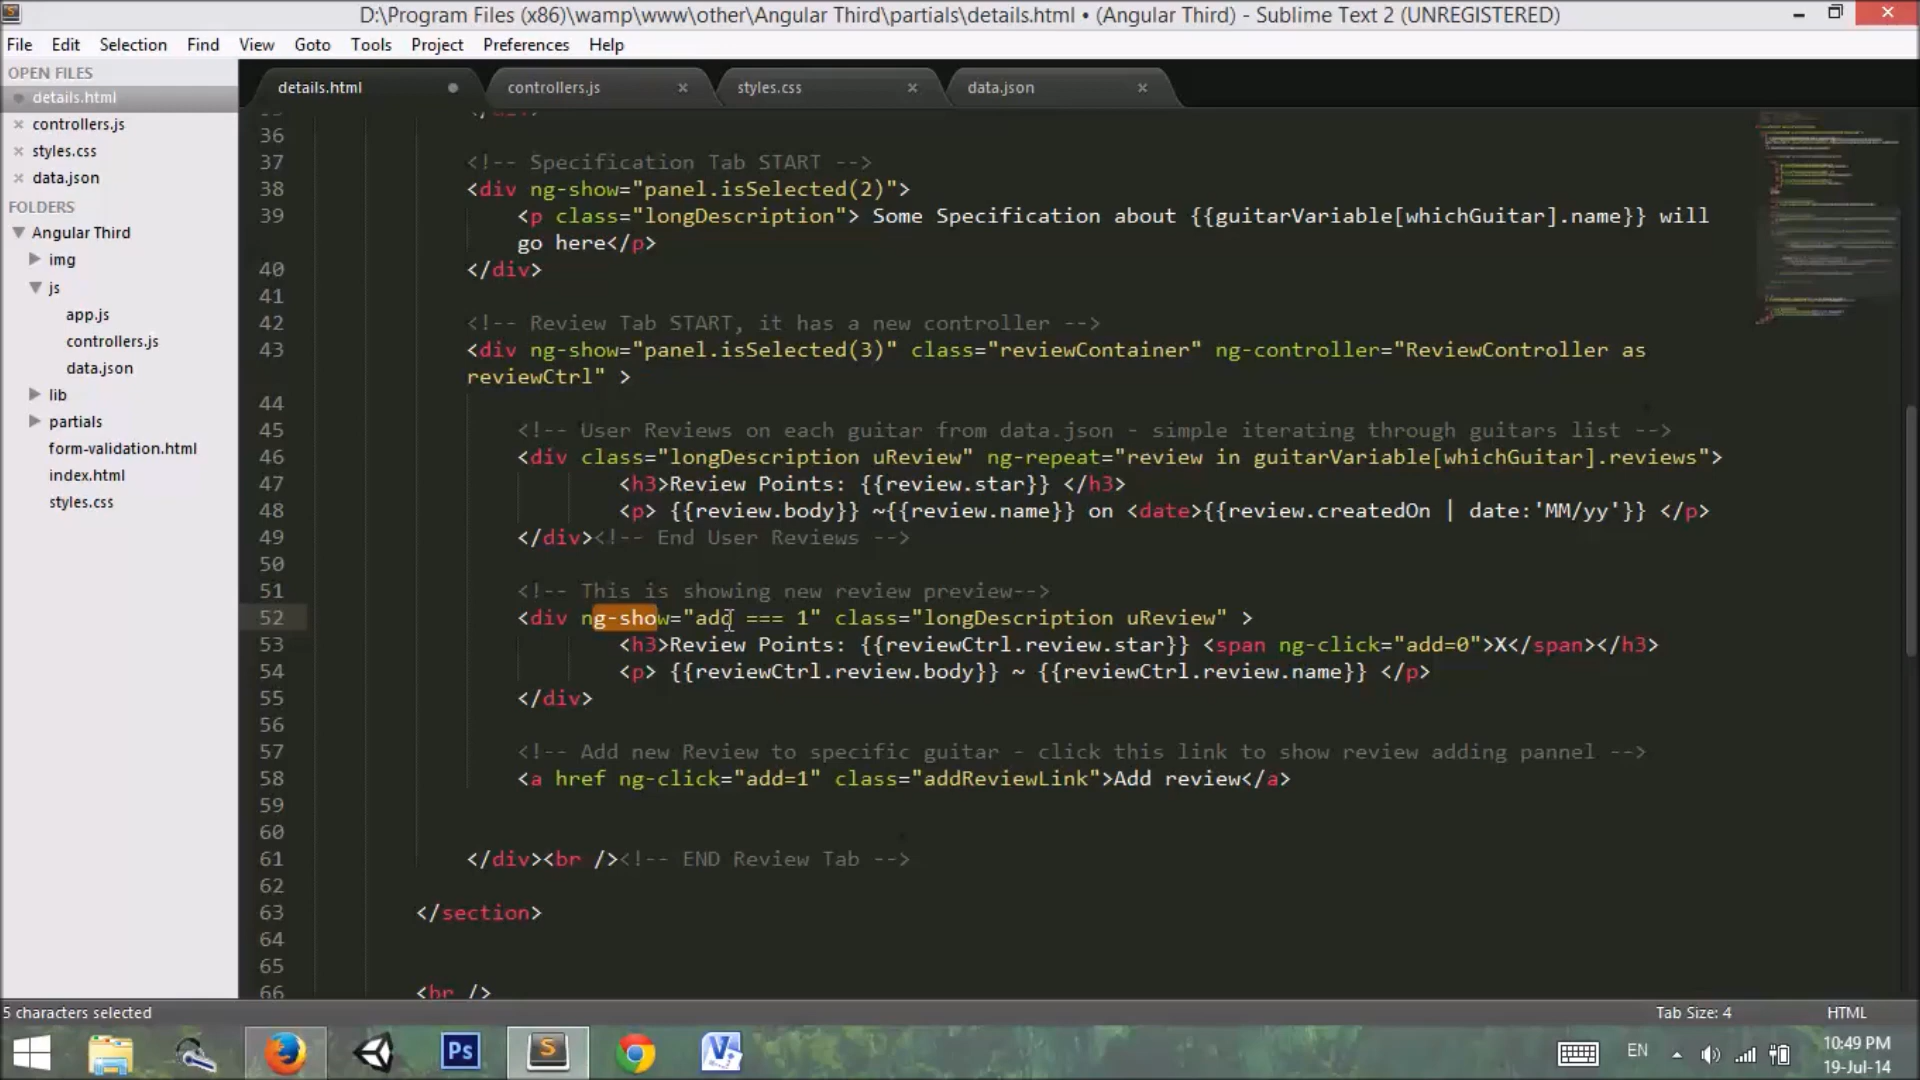 D:\Program Files (x86)\wamp\www\other\Angular Third\partials\details.html • (Angular Third) - Sublime Text 2 (UNREGISTERED)
File Edit Selection Find View Goto Tools Project Preferences Help
OPEN FILES
details.html
controllers.js
styles.css
data.json
FOLDERS
Angular Third
img
js
app.js
controllers.js
data.json
lib
partials
form-validation.html
index.html
styles.css
details.html controllers.js styles.css data.json
36
37 <!-- Specification Tab START -->
38 <div ng-show="panel.isSelected(2)">
39 <p class="longDescription"> Some Specification about {{guitarVariable[whichGuitar].name}} will
go here</p>
40 </div>
41
42 <!-- Review Tab START, it has a new controller -->
43 <div ng-show="panel.isSelected(3)" class="reviewContainer" ng-controller="ReviewController as
reviewCtrl" >
44
45 <!-- User Reviews on each guitar from data.json - simple iterating through guitars list -->
46 <div class="longDescription uReview" ng-repeat="review in guitarVariable[whichGuitar].reviews">
47 <h3>Review Points: {{review.star}} </h3>
48 <p> {{review.body}} ~{{review.name}} on <date>{{review.createdOn | date:'MM/yy'}} </p>
49 </div><!-- End User Reviews -->
50
51 <!-- This is showing new review preview-->
52 <div ng-show="add === 1" class="longDescription uReview" >
53 <h3>Review Points: {{reviewCtrl.review.star}} <span ng-click="add=0">X</span></h3>
54 <p> {{reviewCtrl.review.body}} ~ {{reviewCtrl.review.name}} </p>
55 </div>
56
57 <!-- Add new Review to specific guitar - click this link to show review adding pannel -->
58 <a href ng-click="add=1" class="addReviewLink">Add review</a>
59
60
61 </div><br /><!-- END Review Tab -->
62
63 </section>
64
65
66 <br />
5 characters selected Tab Size: 4 HTML
Ps
EN
10:49 PM
19-Jul-14